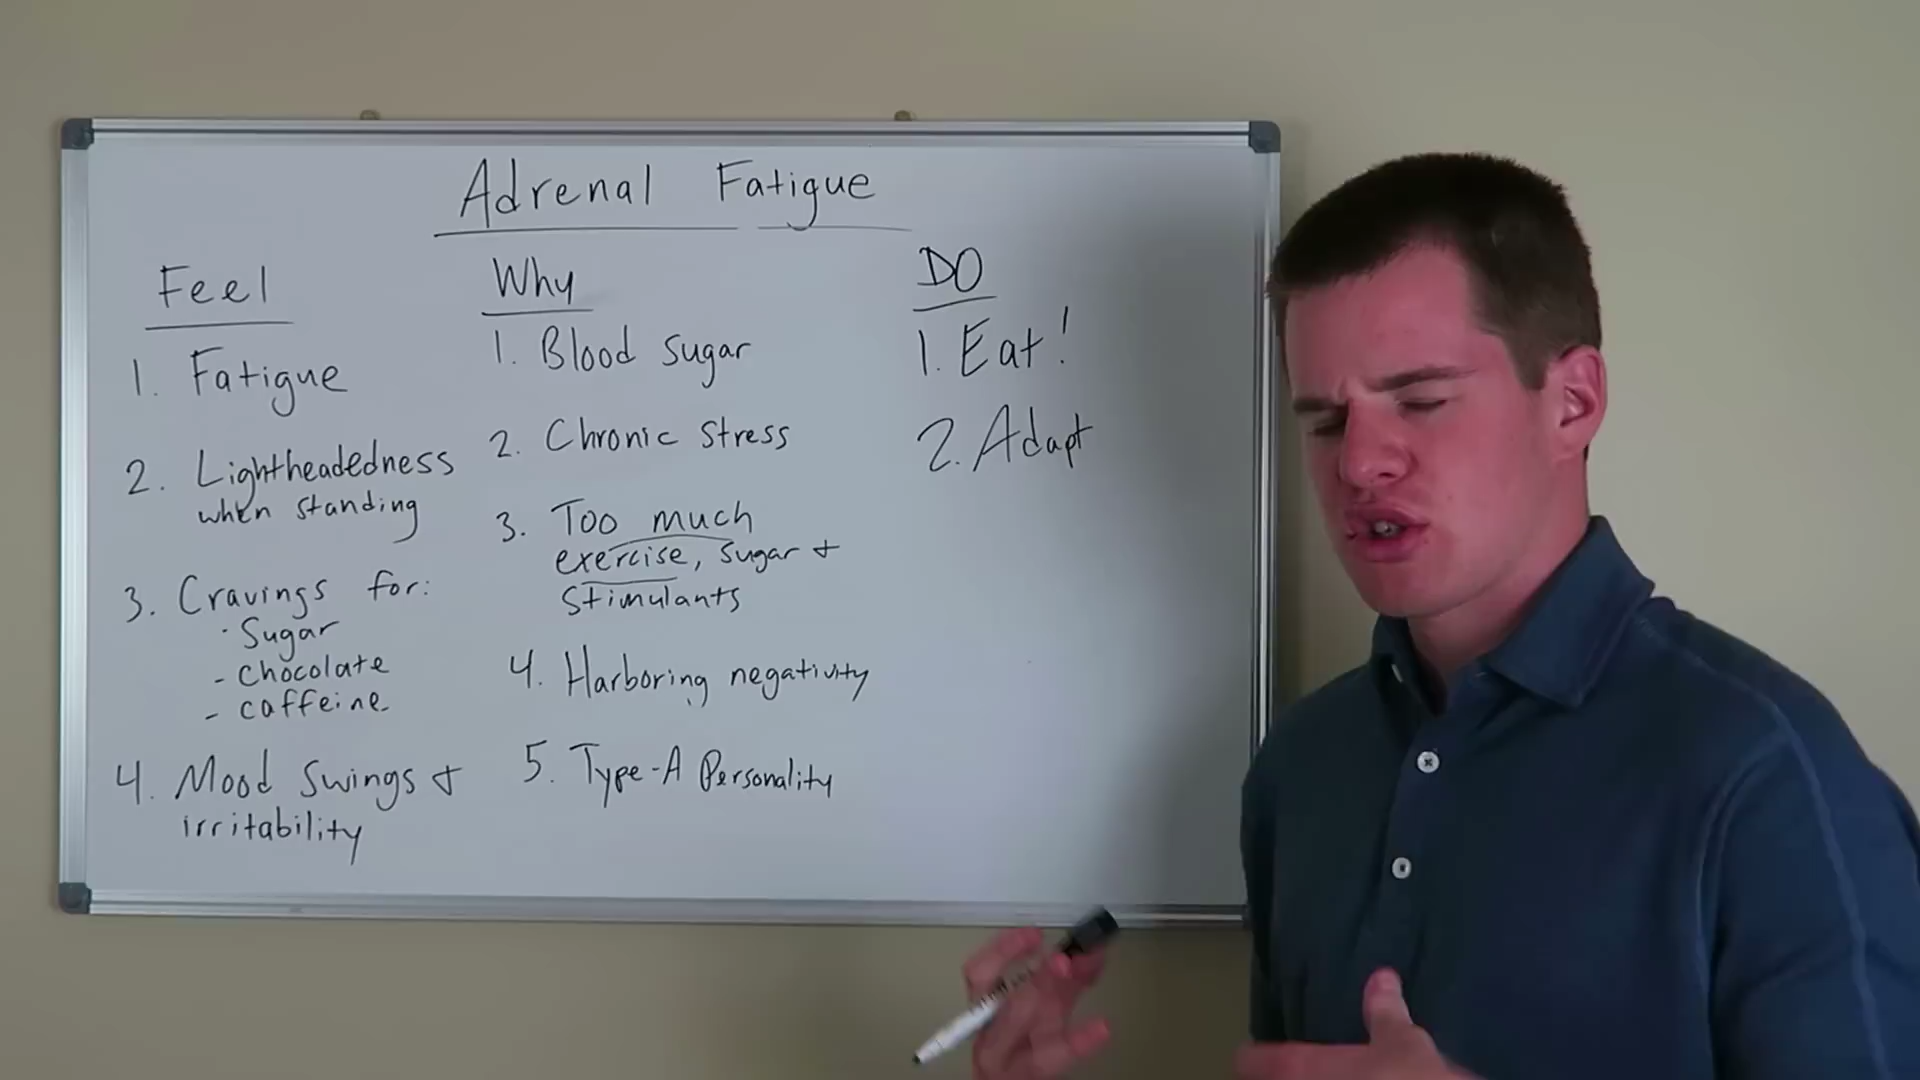 Adrenal Fatigue
Feel
1. Fatigue
2. Lightheadedness
when standing
3. Cravings for:
· Sugar
- Chocolate
- caffeine
4. Mood Swings +
irritability
Why
1. Blood sugar
2. Chronic stress
3. Too much
exercise, sugar +
stimulants
4. Harboring negativity
5. Type-A Personality
DO
1. Eat!
2. Adapt